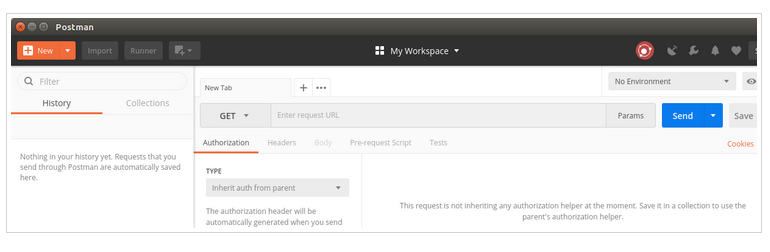 Postman
New
Import
Runner
My Workspace
Filter
History
Collections
Nothing in your history yet. Requests that you
send through Postman are automatically saved
here.
New Tab
No Environment
GET
Enter request URL
Params
Send
Save
Authorization
Headers
Body
Pre-request Script
Tests
Cookies
TYPE
Inherit auth from parent
The authorization header will be
automatically generated when you send
This request is not inheriting any authorization helper at the moment. Save it in a collection to use the
parent's authorization helper.